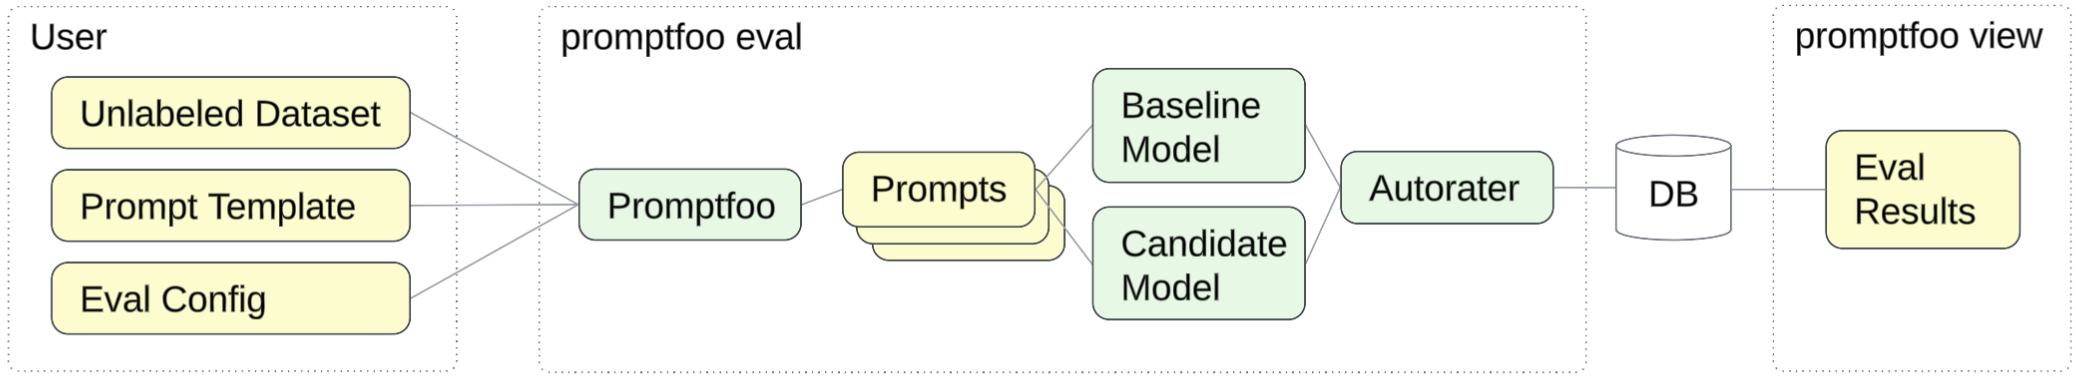 User
Unlabeled Dataset
Prompt Template
Eval Config
promptfoo eval
Promptfoo
Prompts
Baseline
Model
Candidate
Model
Autorater
DB
promptfoo view
Eval
Results